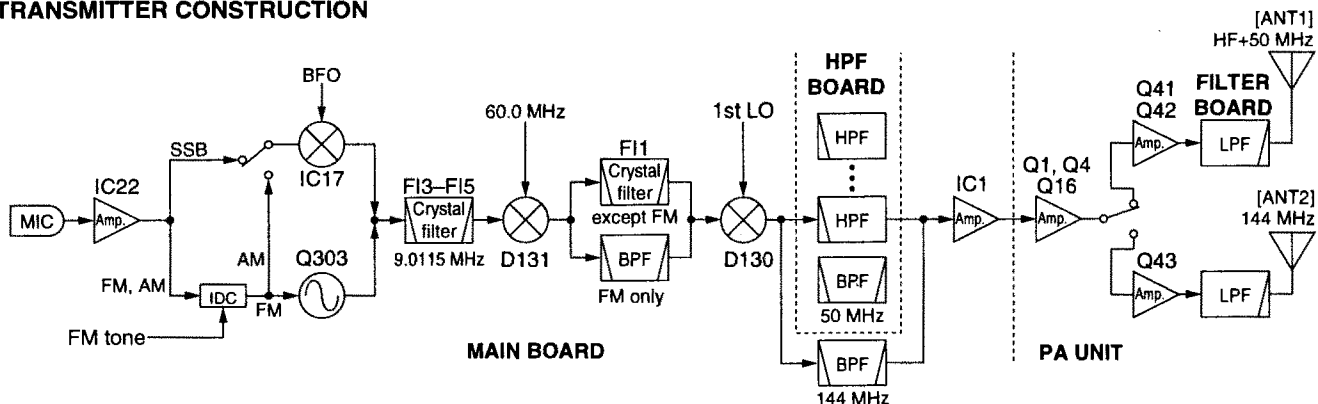 TRANSMITTER CONSTRUCTION
MIC
Amp.
IC22
SSB
FM, AM
FM tone
IDC
FM
AM
BFO
IC17
Q303
FI3–FI5
Crystal
filter
9.0115 MHz
60.0 MHz
D131
FI1
Crystal
filter
except FM
BPF
FM only
1st LO
D130
HPF
BOARD
HPF
HPF
BPF
50 MHz
BPF
144 MHz
MAIN BOARD
IC1
Amp.
Q1, Q4
Q16
Amp.
PA UNIT
Q41
Q42
Amp.
FILTER
BOARD
LPF
[ANT1]
HF+50 MHz
Q43
Amp.
LPF
[ANT2]
144 MHz